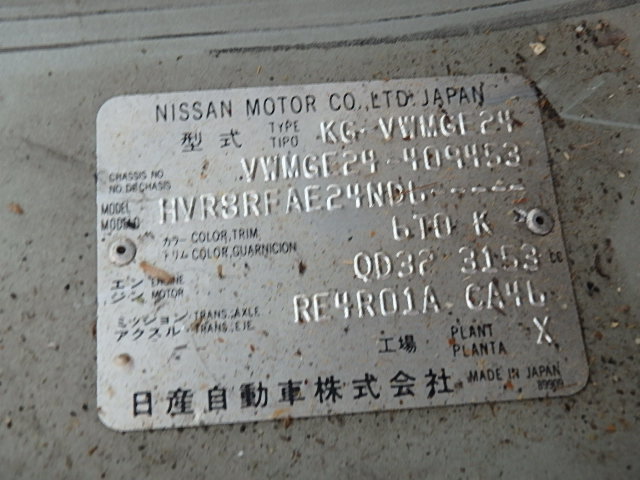 NISSAN MOTOR CO.,LTD. JAPAN
型式 TYPE TIPO KG-VWMGE24
CHASSIS NO. NO. DE CHASIS VWMGE24-409453
MODEL MODELO HVR8RFAE24NDL-----
カラー COLOR,TRIM トリム COLOR,GUARNICION 6T0 K
エンジン ENGINE MOTOR QD32 3153 cc
ミッション アクスル TRANS.,AXLE TRANS.,EJE RE4R01A CA46
工場 PLANT PLANTA X
日産自動車株式会社 MADE IN JAPAN
89909